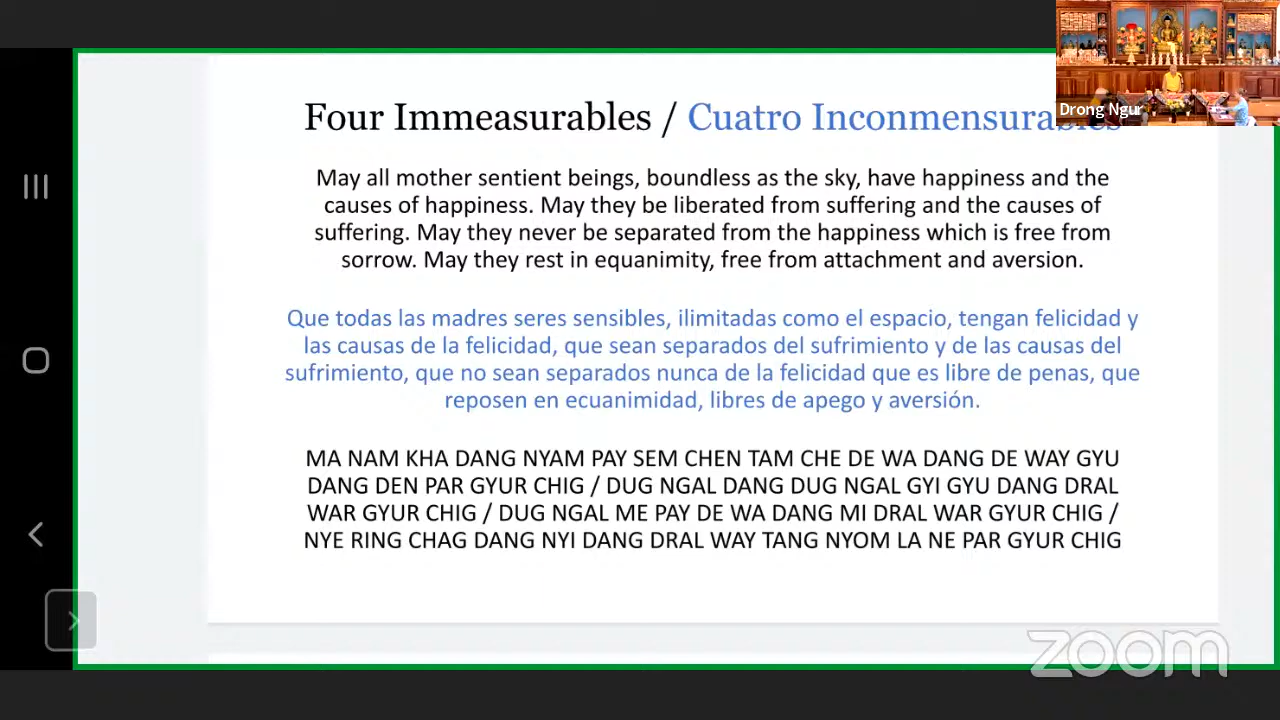 Four Immeasurables / Cuatro Inconmensurables
Drong Ngur
May all mother sentient beings, boundless as the sky, have happiness and the
causes of happiness. May they be liberated from suffering and the causes of
suffering. May they never be separated from the happiness which is free from
sorrow. May they rest in equanimity, free from attachment and aversion.
Que todas las madres seres sensibles, ilimitadas como el espacio, tengan felicidad y
las causas de la felicidad, que sean separados del sufrimiento y de las causas del
sufrimiento, que no sean separados nunca de la felicidad que es libre de penas, que
reposen en ecuanimidad, libres de apego y aversión.
MA NAM KHA DANG NYAM PAY SEM CHEN TAM CHE DE WA DANG DE WAY GYU
DANG DEN PAR GYUR CHIG / DUG NGAL DANG DUG NGAL GYI GYU DANG DRAL
WAR GYUR CHIG / DUG NGAL ME PAY DE WA DANG MI DRAL WAR GYUR CHIG /
NYE RING CHAG DANG NYI DANG DRAL WAY TANG NYOM LA NE PAR GYUR CHIG
zoom